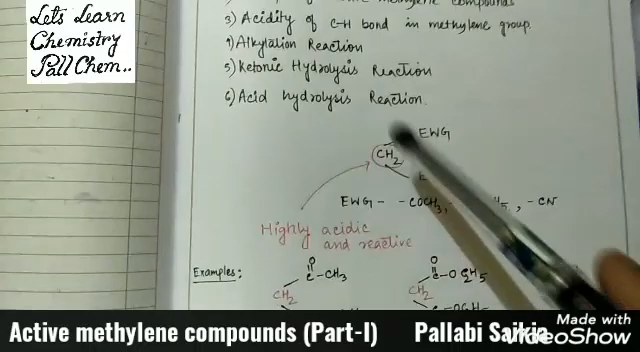 Lets Learn
Chemistry
Pall Chem..
3) Acidity of C-H bond in methylene group.
4) Alkylation Reaction
5) Ketonic Hydrolysis Reaction
6) Acid hydrolysis Reaction.
EWG
CH2
EWG - -COCH3, , -CN
Highly acidic
and reactive
Examples:
O O
C-CH3 C-O C2H5
CH2 CH2
Active methylene compounds (Part-I) Pallabi Saikia
Made with
VideoShow